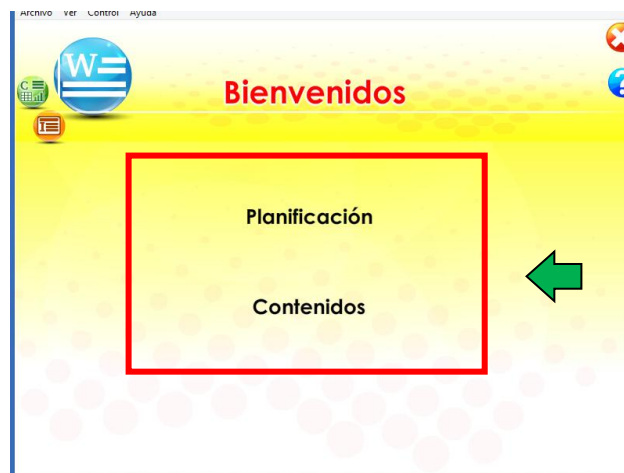 Archivo Ver Control Ayuda
W
C
I
Bienvenidos
?
Planificación
Contenidos